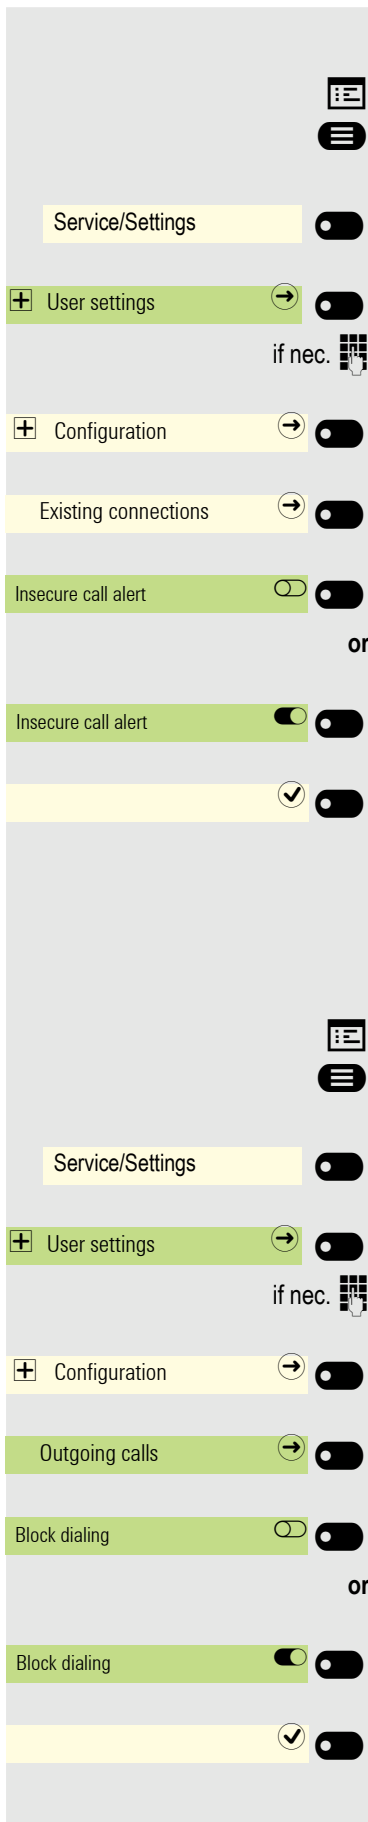 Service/Settings
User settings
if nec.
Configuration
Existing connections
Insecure call alert
or
Insecure call alert
Service/Settings
User settings
if nec.
Configuration
Outgoing calls
Block dialing
or
Block dialing